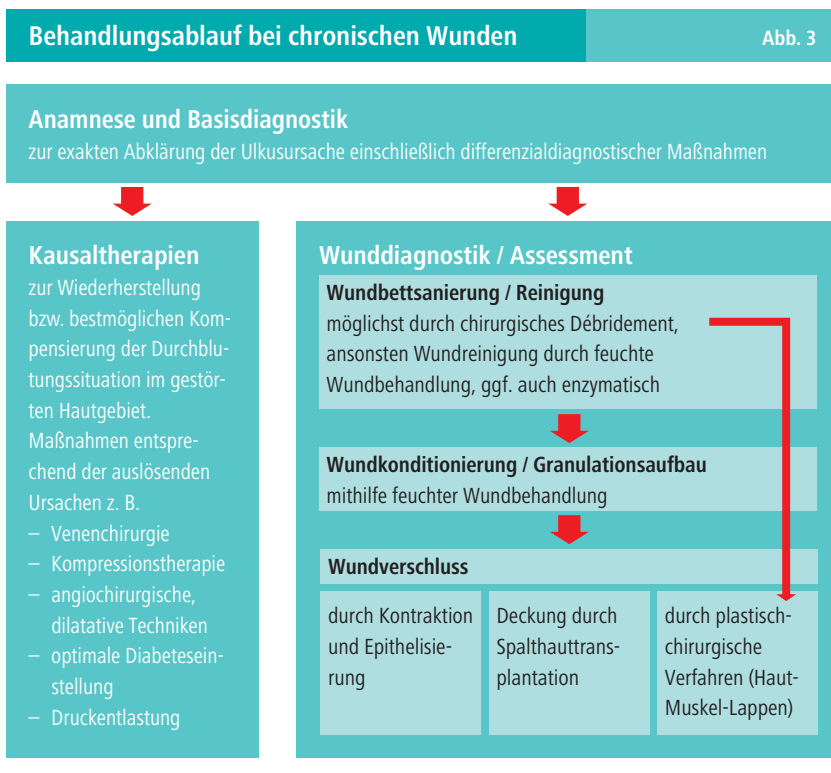 Behandlungsablauf bei chronischen Wunden
Abb. 3
Anamnese und Basisdiagnostik
zur exakten Abklärung der Ulkusursache einschließlich differenzialdiagnostischer Maßnahmen
Kausaltherapien
zur Wiederherstellung
bzw. bestmöglichen Kom-
pensierung der Durchblu-
tungssituation im gestör-
ten Hautgebiet.
Maßnahmen entspre-
chend der auslösenden
Ursachen z. B.
– Venenchirurgie
– Kompressionstherapie
– angiochirurgische,
dilatative Techniken
– optimale Diabetesein-
stellung
– Druckentlastung
Wunddiagnostik / Assessment
Wundbettsanierung / Reinigung
möglichst durch chirurgisches Débridement,
ansonsten Wundreinigung durch feuchte
Wundbehandlung, ggf. auch enzymatisch
Wundkonditionierung / Granulationsaufbau
mithilfe feuchter Wundbehandlung
Wundverschluss
durch Kontraktion
und Epithelisie-
rung
Deckung durch
Spalthauttrans-
plantation
durch plastisch-
chirurgische
Verfahren (Haut-
Muskel-Lappen)